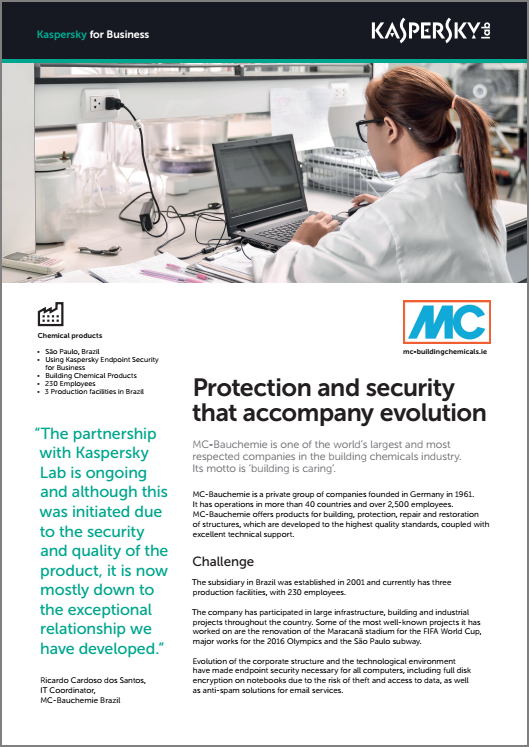 Kaspersky for Business
KASPERSKY lab
Chemical products
• São Paulo, Brazil
• Using Kaspersky Endpoint Security
for Business
• Building Chemical Products
• 230 Employees
• 3 Production facilities in Brazil
“The partnership
with Kaspersky
Lab is ongoing
and although this
was initiated due
to the security
and quality of the
product, it is now
mostly down to
the exceptional
relationship we
have developed.”
Ricardo Cardoso dos Santos,
IT Coordinator,
MC-Bauchemie Brazil
MC
mc-buildingchemicals.ie
Protection and security
that accompany evolution
MC-Bauchemie is one of the world’s largest and most
respected companies in the building chemicals industry.
Its motto is ‘building is caring’.
MC-Bauchemie is a private group of companies founded in Germany in 1961.
It has operations in more than 40 countries and over 2,500 employees.
MC-Bauchemie offers products for building, protection, repair and restoration
of structures, which are developed to the highest quality standards, coupled with
excellent technical support.
Challenge
The subsidiary in Brazil was established in 2001 and currently has three
production facilities, with 230 employees.
The company has participated in large infrastructure, building and industrial
projects throughout the country. Some of the most well-known projects it has
worked on are the renovation of the Maracanã stadium for the FIFA World Cup,
major works for the 2016 Olympics and the São Paulo subway.
Evolution of the corporate structure and the technological environment
have made endpoint security necessary for all computers, including full disk
encryption on notebooks due to the risk of theft and access to data, as well
as anti-spam solutions for email services.